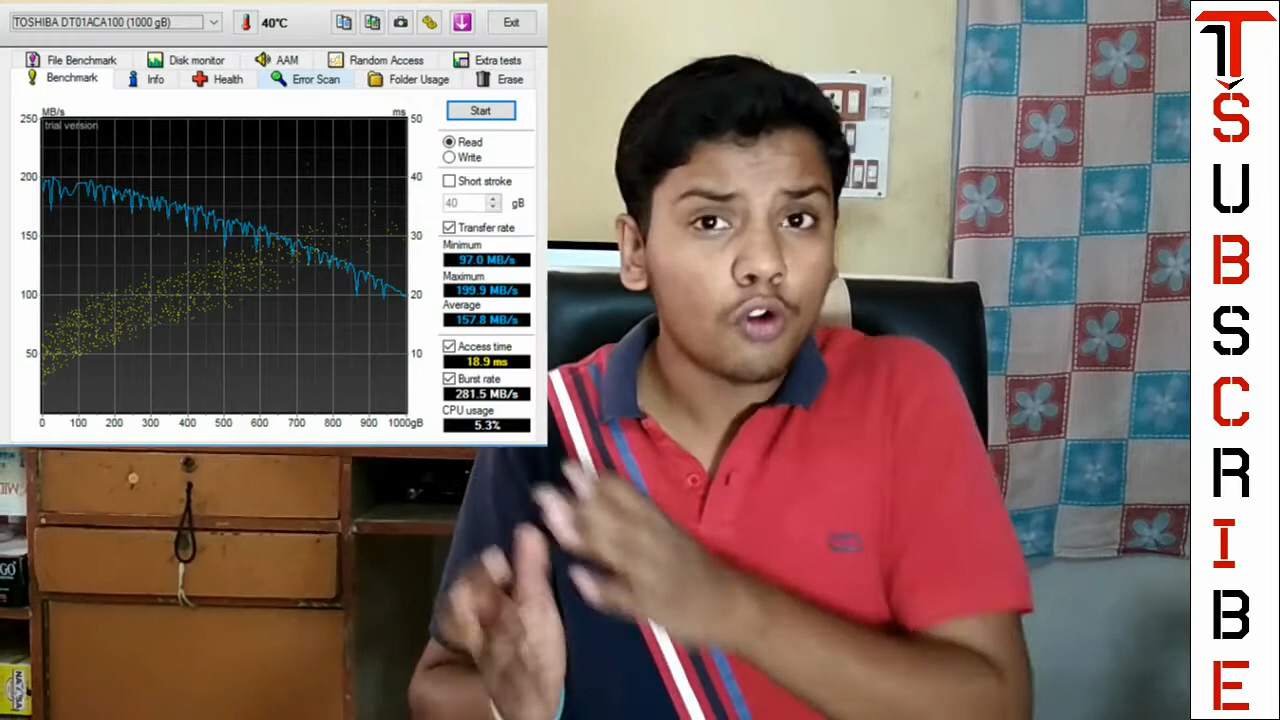 TOSHIBA DT01ACA100 (1000 gB)
40°C
Exit
File Benchmark
Disk monitor
AAM
Random Access
Extra tests
Benchmark
Info
Health
Error Scan
Folder Usage
Erase
MB/s
ms
trial version
250
200
150
100
50
50
40
30
20
10
0
100
200
300
400
500
600
700
800
900
1000gB
Start
Read
Write
Short stroke
40
gB
Transfer rate
Minimum
97.0 MB/s
Maximum
199.9 MB/s
Average
157.8 MB/s
Access time
18.9 ms
Burst rate
281.5 MB/s
CPU usage
5.3%
SUBSCRIBE